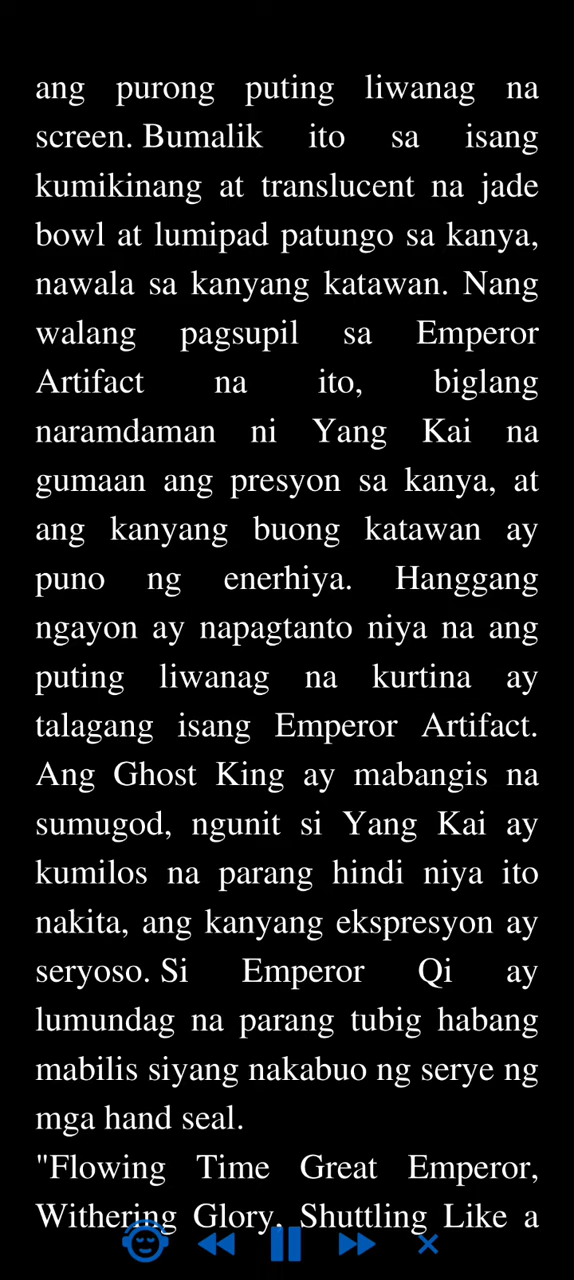 ang purong puting liwanag na
screen. Bumalik ito sa isang
kumikinang at translucent na jade
bowl at lumipad patungo sa kanya,
nawala sa kanyang katawan. Nang
walang pagsupil sa Emperor
Artifact na ito, biglang
naramdaman ni Yang Kai na
gumaan ang presyon sa kanya, at
ang kanyang buong katawan ay
puno ng enerhiya. Hanggang
ngayon ay napagtanto niya na ang
puting liwanag na kurtina ay
talagang isang Emperor Artifact.
Ang Ghost King ay mabangis na
sumugod, ngunit si Yang Kai ay
kumilos na parang hindi niya ito
nakita, ang kanyang ekspresyon ay
seryoso. Si Emperor Qi ay
lumundag na parang tubig habang
mabilis siyang nakabuo ng serye ng
mga hand seal.
"Flowing Time Great Emperor,
Withering Glory, Shuttling Like a